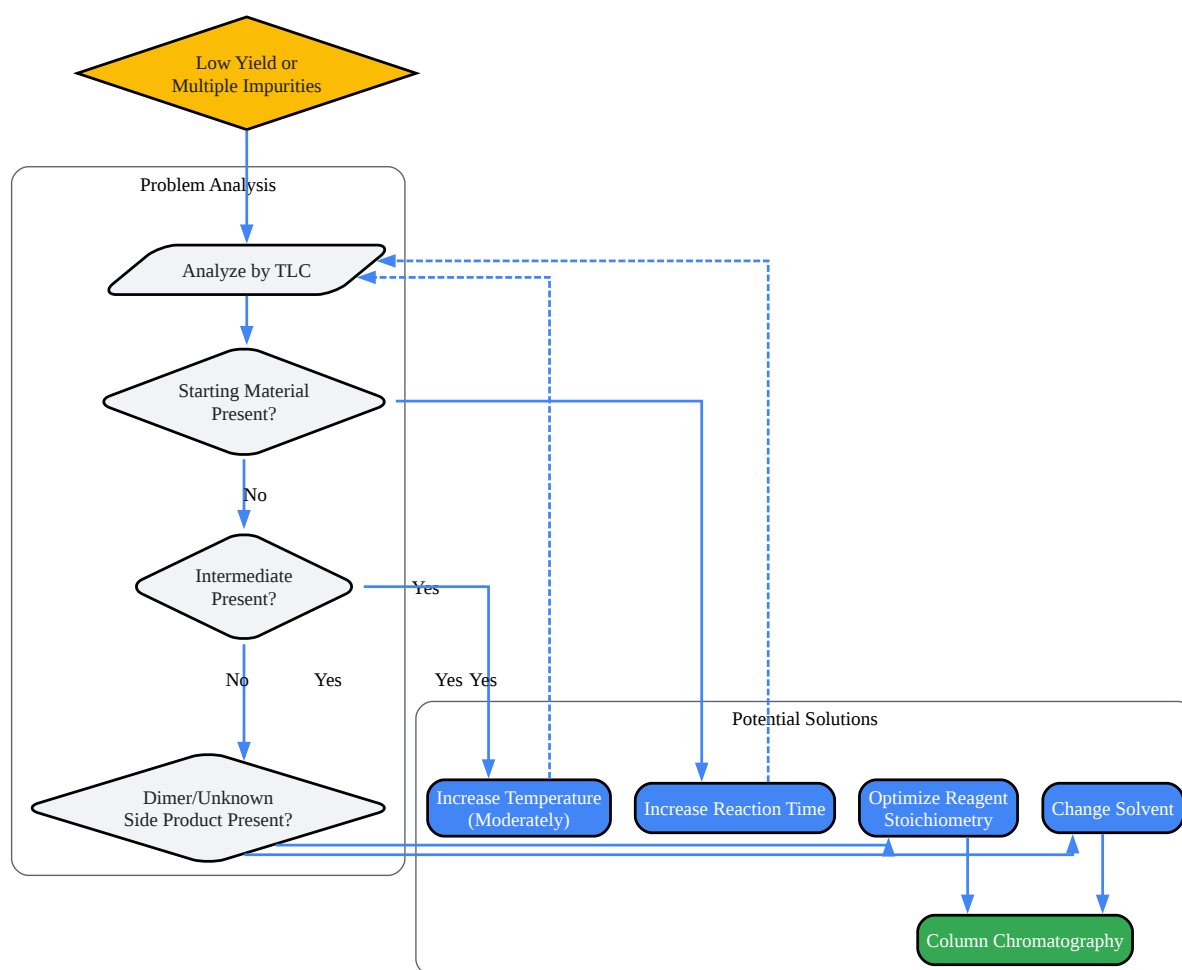 Low Yield or
Multiple Impurities
Problem Analysis
Analyze by TLC
Starting Material
Present?
No
Intermediate
Present?
Yes
No
Yes
Yes
Yes
Potential Solutions
Dimer/Unknown
Side Product Present?
Increase Temperature
(Moderately)
Increase Reaction Time
Optimize Reagent
Stoichiometry
Change Solvent
Column Chromatography